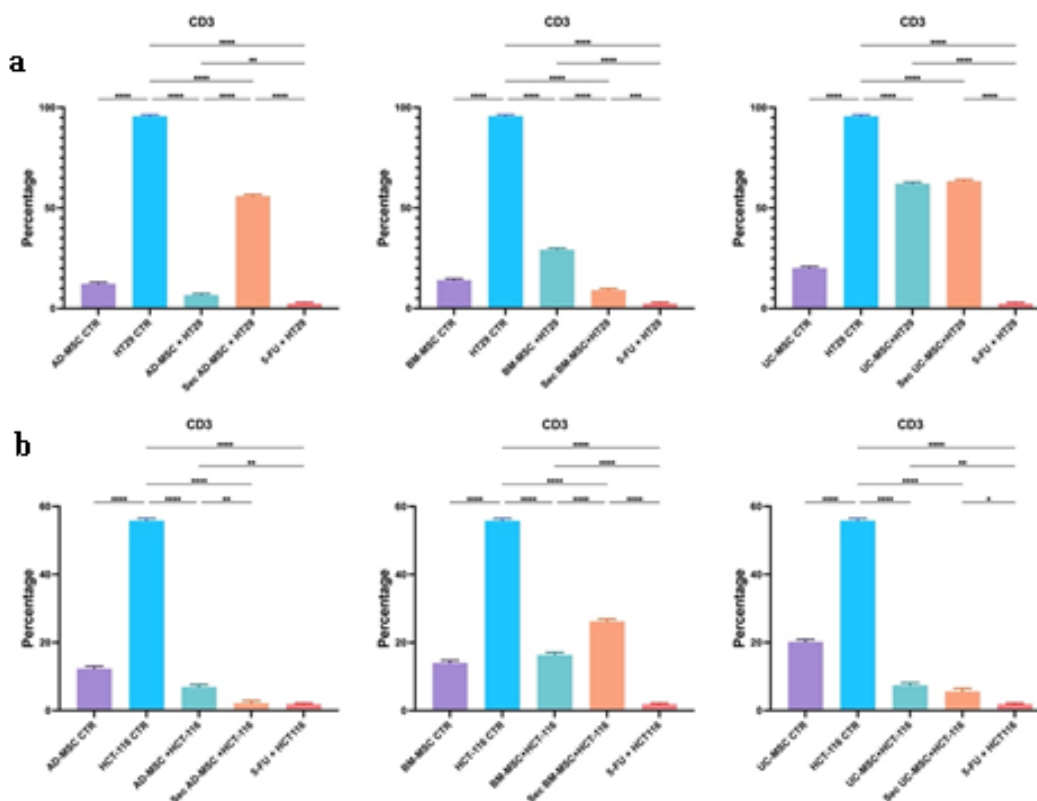 a
CD3
****
**
****
**** **** **** ****
Percentage
100
50
0
AD-MSC CTR
HT29 CTR
AD-MSC + HT29
Sec AD-MSC + HT29
5-FU + HT29
CD3
****
****
****
**** **** **** ***
Percentage
100
50
0
BM-MSC CTR
HT29 CTR
BM-MSC +HT29
Sec BM-MSC+HT29
5-FU + HT29
CD3
****
****
****
**** **** ****
Percentage
100
50
0
UC-MSC CTR
HT29 CTR
UC-MSC+HT29
Sec UC-MSC+HT29
5-FU + HT29
b
CD3
****
**
****
**** **** **
Percentage
60
40
20
0
AD-MSC CTR
HCT-116 CTR
AD-MSC +HCT-116
Sec AD-MSC +HCT-116
5-FU + HCT116
CD3
****
****
****
**** **** **** ****
Percentage
60
40
20
0
BM-MSC CTR
HCT-116 CTR
BM-MSC+HCT-116
Sec BM-MSC+HCT-116
5-FU + HCT116
CD3
****
**
****
**** **** *
Percentage
60
40
20
0
UC-MSC CTR
HCT-116 CTR
UC-MSC+HCT-116
Sec UC-MSC+HCT-116
5-FU + HCT116